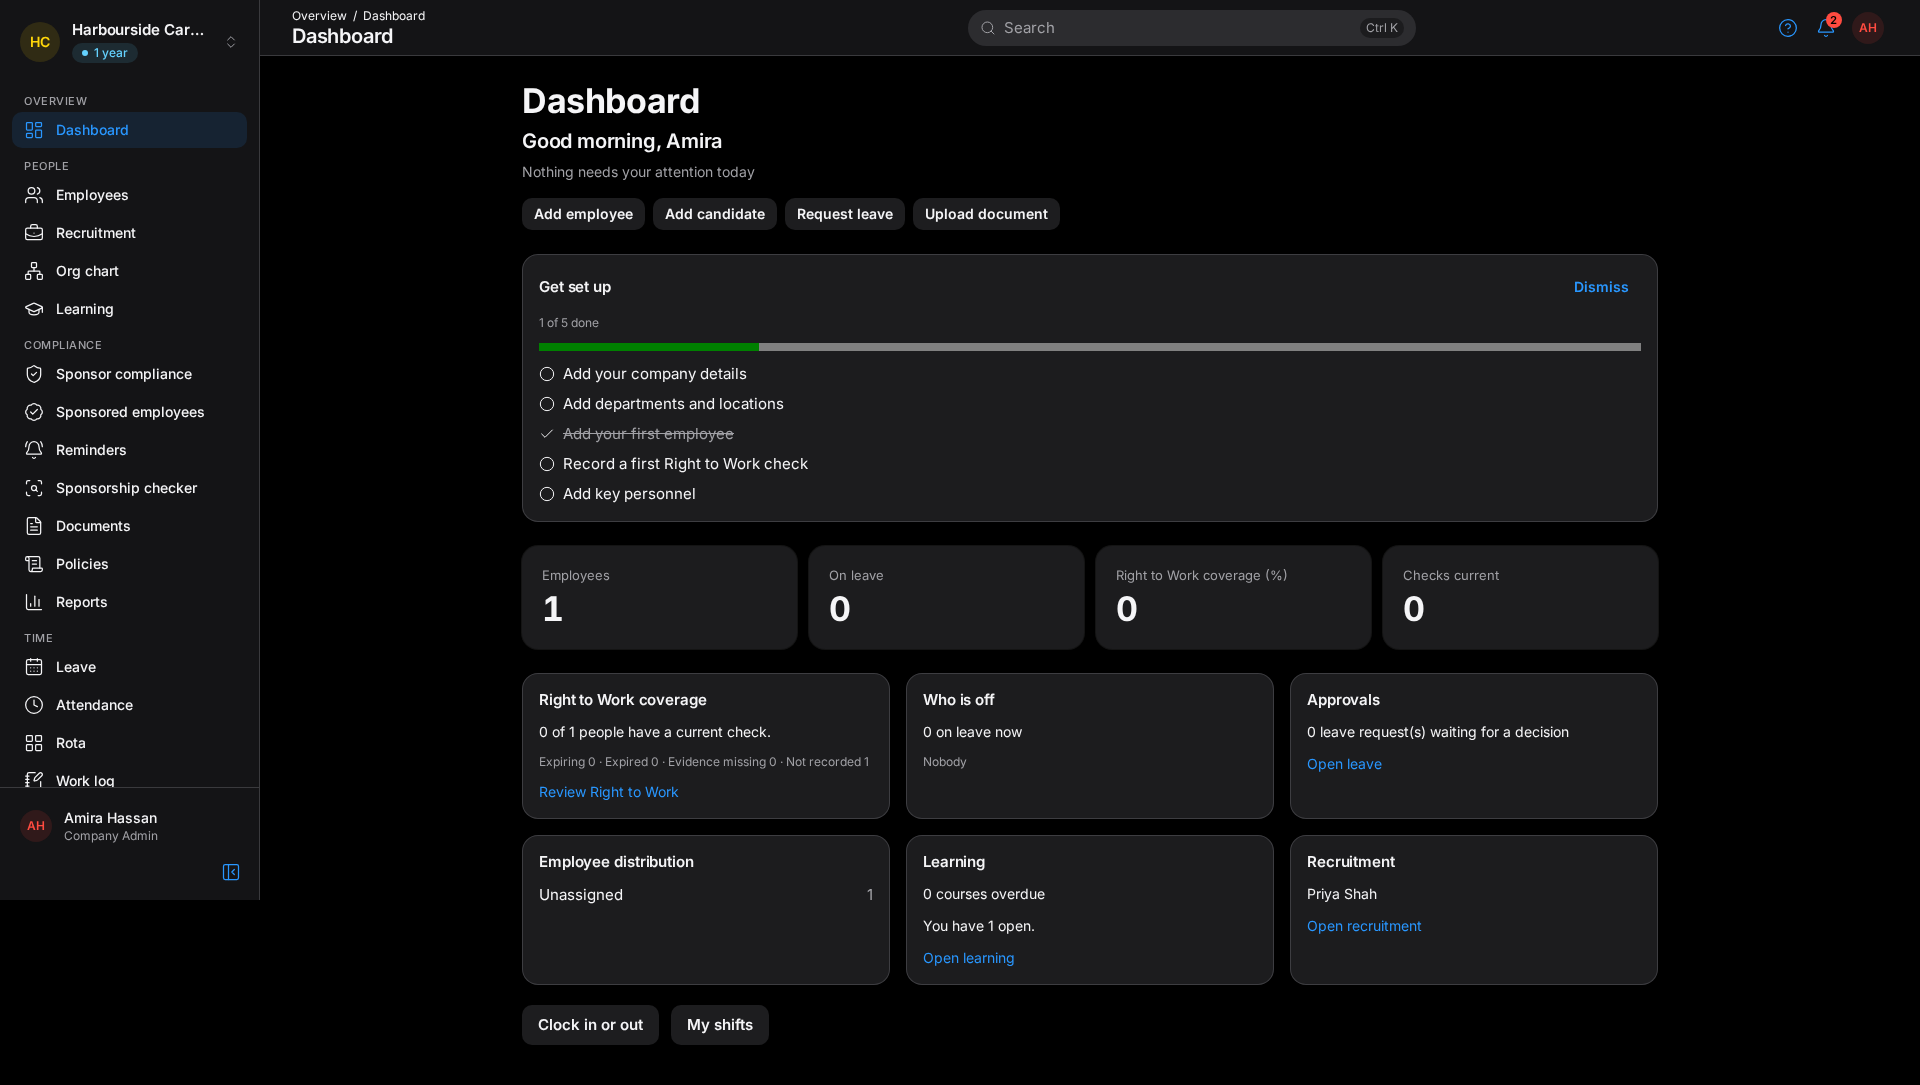 HC
Harbourside Car...
1 year
OVERVIEW
Dashboard
PEOPLE
Employees
Recruitment
Org chart
Learning
COMPLIANCE
Sponsor compliance
Sponsored employees
Reminders
Sponsorship checker
Documents
Policies
Reports
TIME
Leave
Attendance
Rota
Work log
AH
Amira Hassan
Company Admin
Overview / Dashboard
Dashboard
Search
Ctrl K
2
AH
Dashboard
Good morning, Amira
Nothing needs your attention today
Add employee
Add candidate
Request leave
Upload document
Get set up
Dismiss
1 of 5 done
Add your company details
Add departments and locations
Add your first employee
Record a first Right to Work check
Add key personnel
Employees
1
On leave
0
Right to Work coverage (%)
0
Checks current
0
Right to Work coverage
0 of 1 people have a current check.
Expiring 0 · Expired 0 · Evidence missing 0 · Not recorded 1
Review Right to Work
Who is off
0 on leave now
Nobody
Approvals
0 leave request(s) waiting for a decision
Open leave
Employee distribution
Unassigned 1
Learning
0 courses overdue
You have 1 open.
Open learning
Recruitment
Priya Shah
Open recruitment
Clock in or out
My shifts